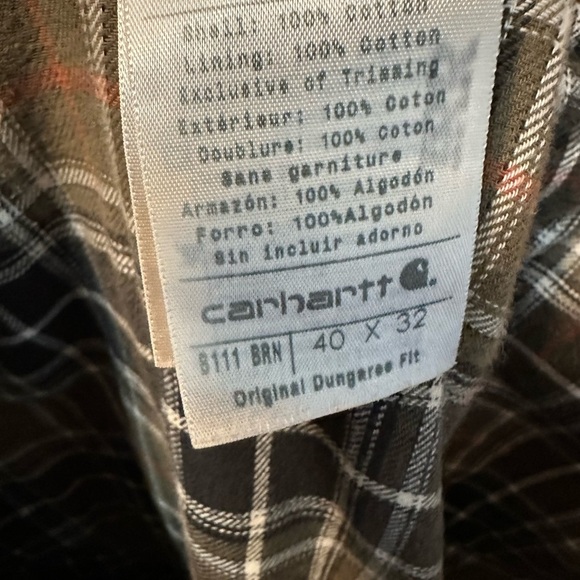 Shell: 100% Cotton
Lining: 100% Cotton
Exclusive of Trimming
Extérieur: 100% Coton
Doublure: 100% Coton
Sans garniture
Armazón: 100% Algodón
Forro: 100%Algodón
Sin incluir adorno
carhartt
B111 BRN 40 X 32
Original Dungaree Fit